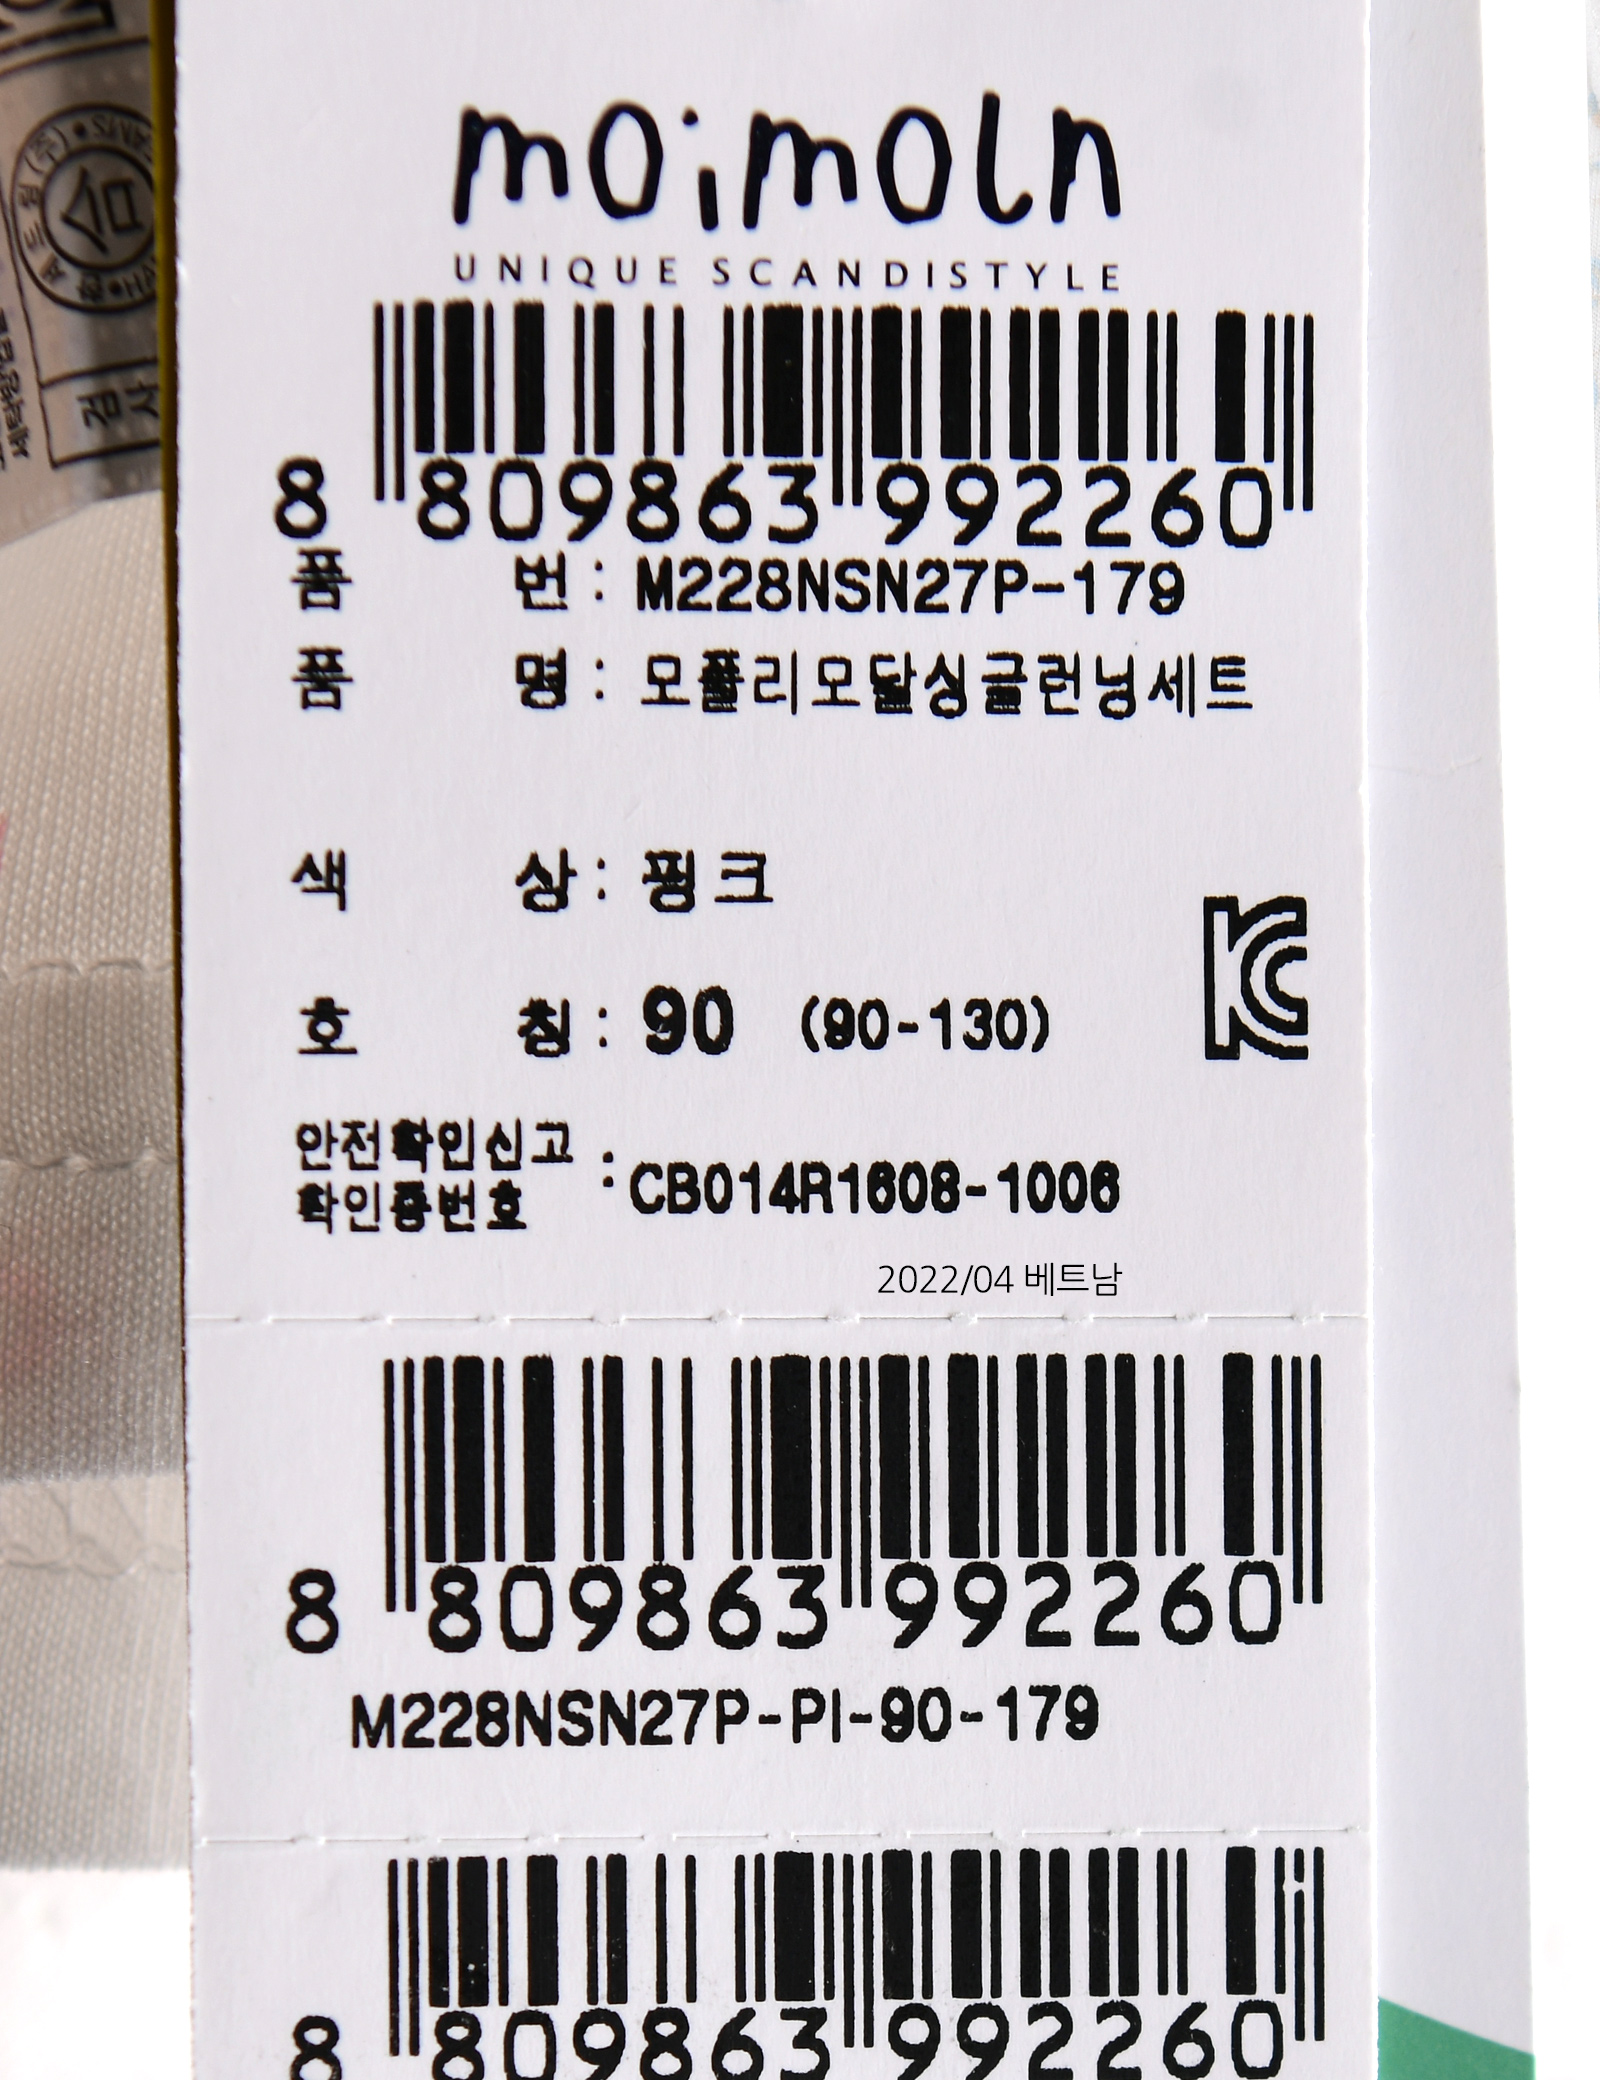 moimoln
UNIQUE SCANDISTYLE
8 809863 992260
품 번 : M228NSN27P-179
품 명 : 모플리모달싱글런닝세트
색 상 : 핑크
호 칭 : 90 (90-130)
안전확인신고
확인증번호 : CB014R1608-1006
2022/04 베트남
8 809863 992260
M228NSN27P-PI-90-179
8 809863 992260
검사